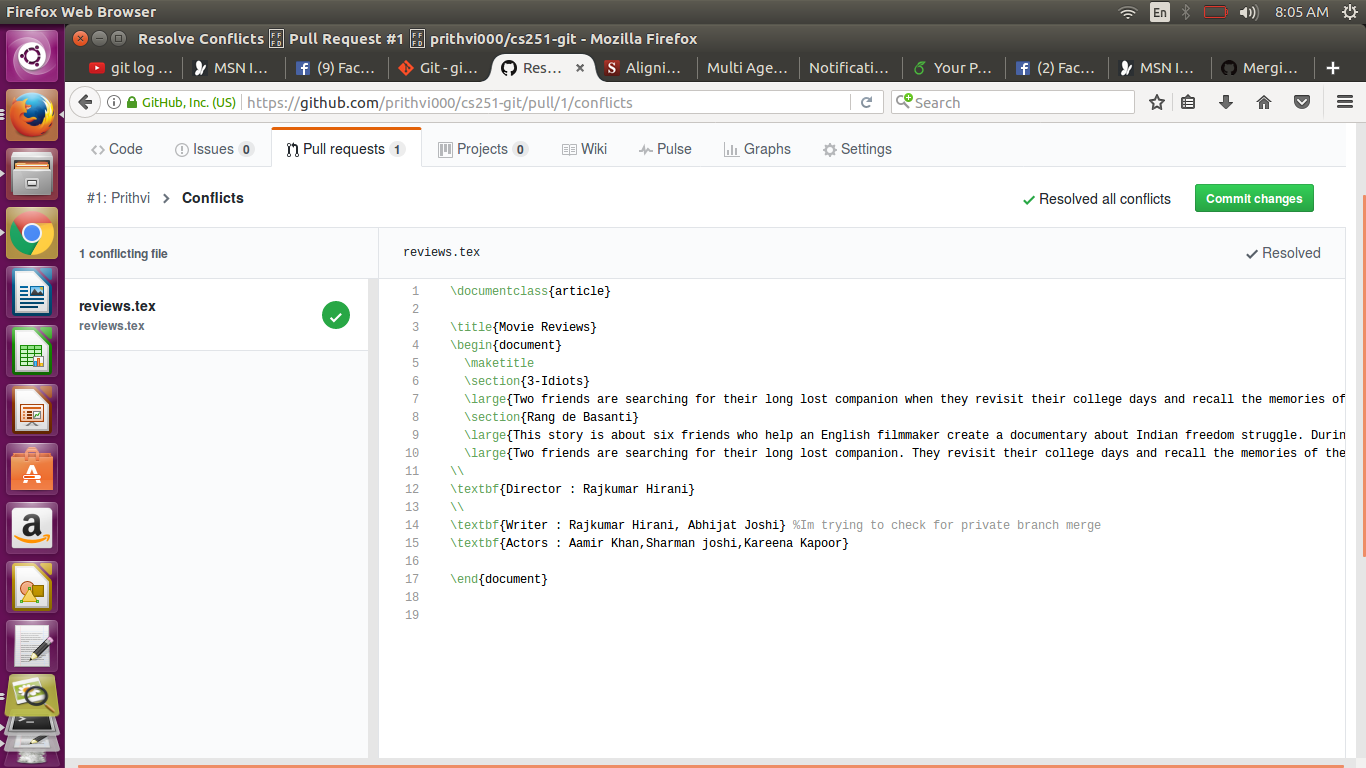 Firefox Web Browser
En
8:05 AM
Resolve Conflicts FFFD Pull Request #1 FFFD prithvi000/cs251-git - Mozilla Firefox
git log ...
MSN I...
(9) Fac...
Git - gi...
Res...
Aligni...
Multi Age...
Notificati...
Your P...
(2) Fac...
MSN I...
Mergi...
GitHub, Inc. (US)
https://github.com/prithvi000/cs251-git/pull/1/conflicts
Search
Code
Issues 0
Pull requests 1
Projects 0
Wiki
Pulse
Graphs
Settings
#1: Prithvi > Conflicts
Resolved all conflicts
Commit changes
1 conflicting file
reviews.tex
Resolved
reviews.tex
reviews.tex
1 \documentclass{article}
2
3 \title{Movie Reviews}
4 \begin{document}
5 \maketitle
6 \section{3-Idiots}
7 \large{Two friends are searching for their long lost companion when they revisit their college days and recall the memories of
8 \section{Rang de Basanti}
9 \large{This story is about six friends who help an English filmmaker create a documentary about Indian freedom struggle. Durin
10 \large{Two friends are searching for their long lost companion. They revisit their college days and recall the memories of the
11 \\
12 \textbf{Director : Rajkumar Hirani}
13 \\
14 \textbf{Writer : Rajkumar Hirani, Abhijat Joshi} %Im trying to check for private branch merge
15 \textbf{Actors : Aamir Khan,Sharman joshi,Kareena Kapoor}
16
17 \end{document}
18
19